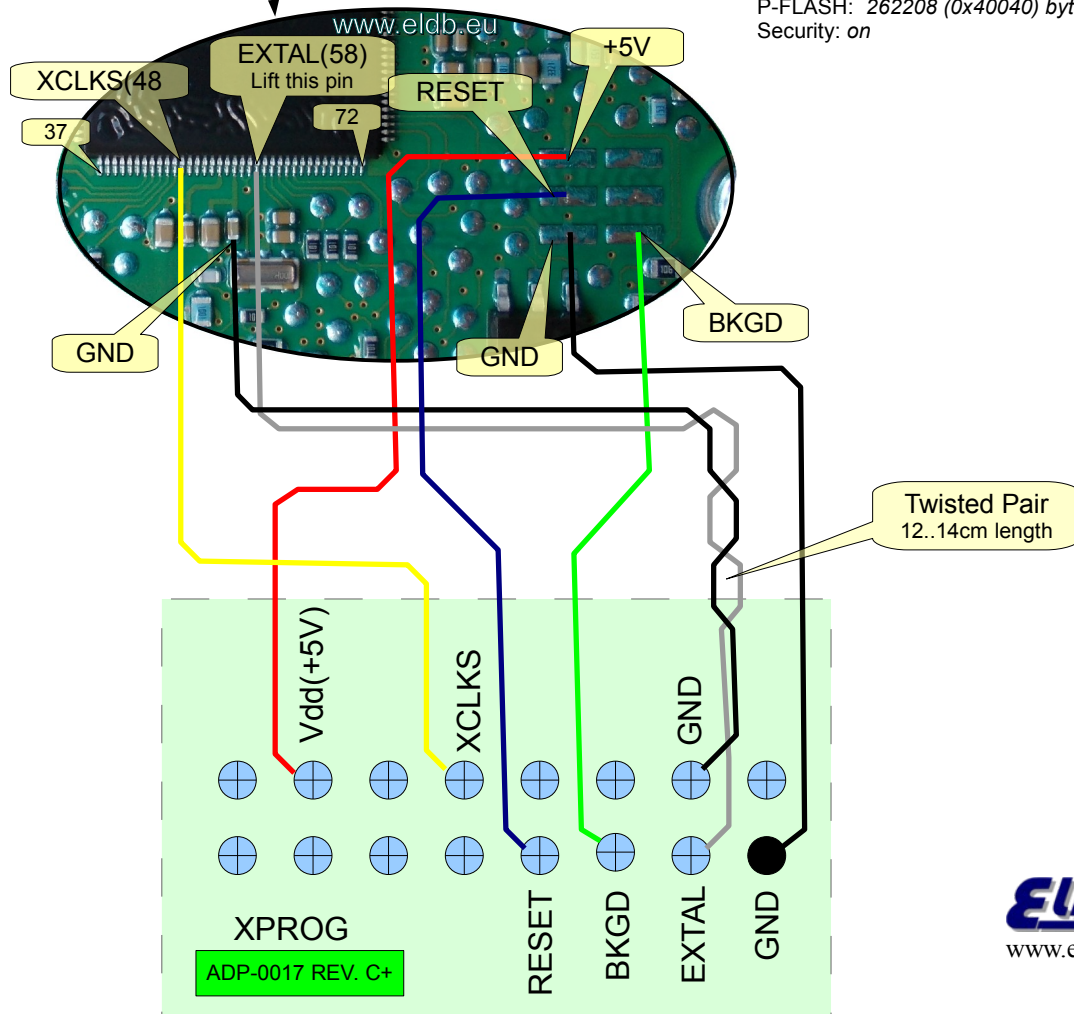 P-FLASH: 262208 (0x40040)
Security: on
www.eldb.eu
+5V
EXTAL(58)
Lift this pin
XCLKS(48
RESET
72
37
BKGD
GND
GND
Twisted Pair
12..14cm length
Vdd(+5V)
XCLKS
GND
RESET
BKGD
EXTAL
GND
XPROG
ADP-0017 REV. C+